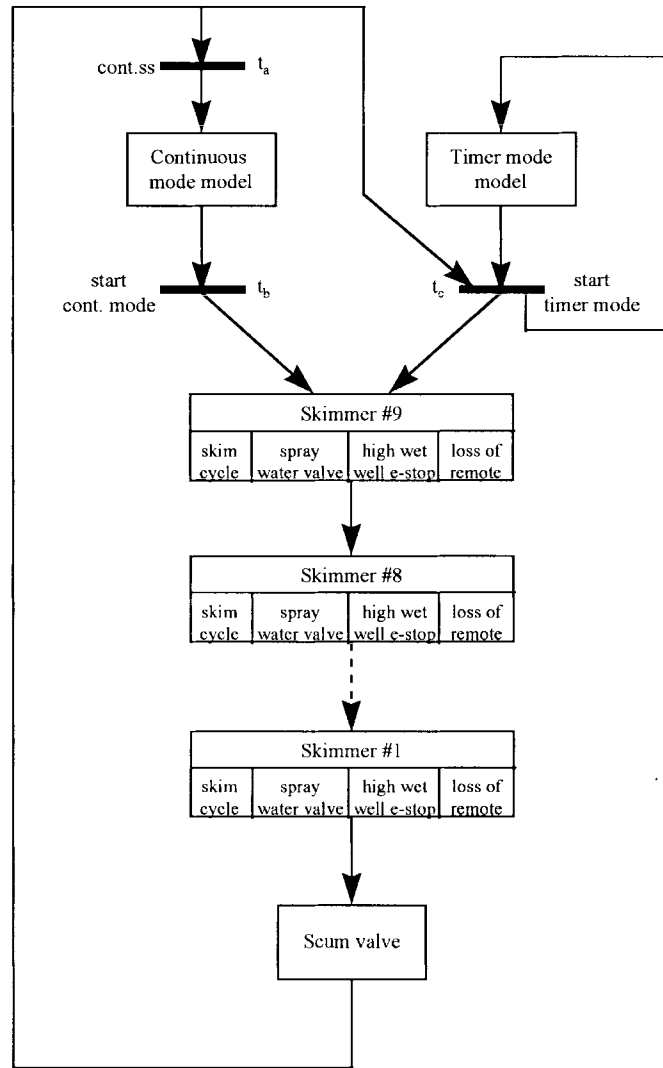 cont.ss
t_a
Continuous
mode model
Timer mode
model
start
cont. mode
t_b
t_c
start
timer mode
Skimmer #9
skim
cycle
spray
water valve
high wet
well e-stop
loss of
remote
Skimmer #8
skim
cycle
spray
water valve
high wet
well e-stop
loss of
remote
Skimmer #1
skim
cycle
spray
water valve
high wet
well e-stop
loss of
remote
Scum valve